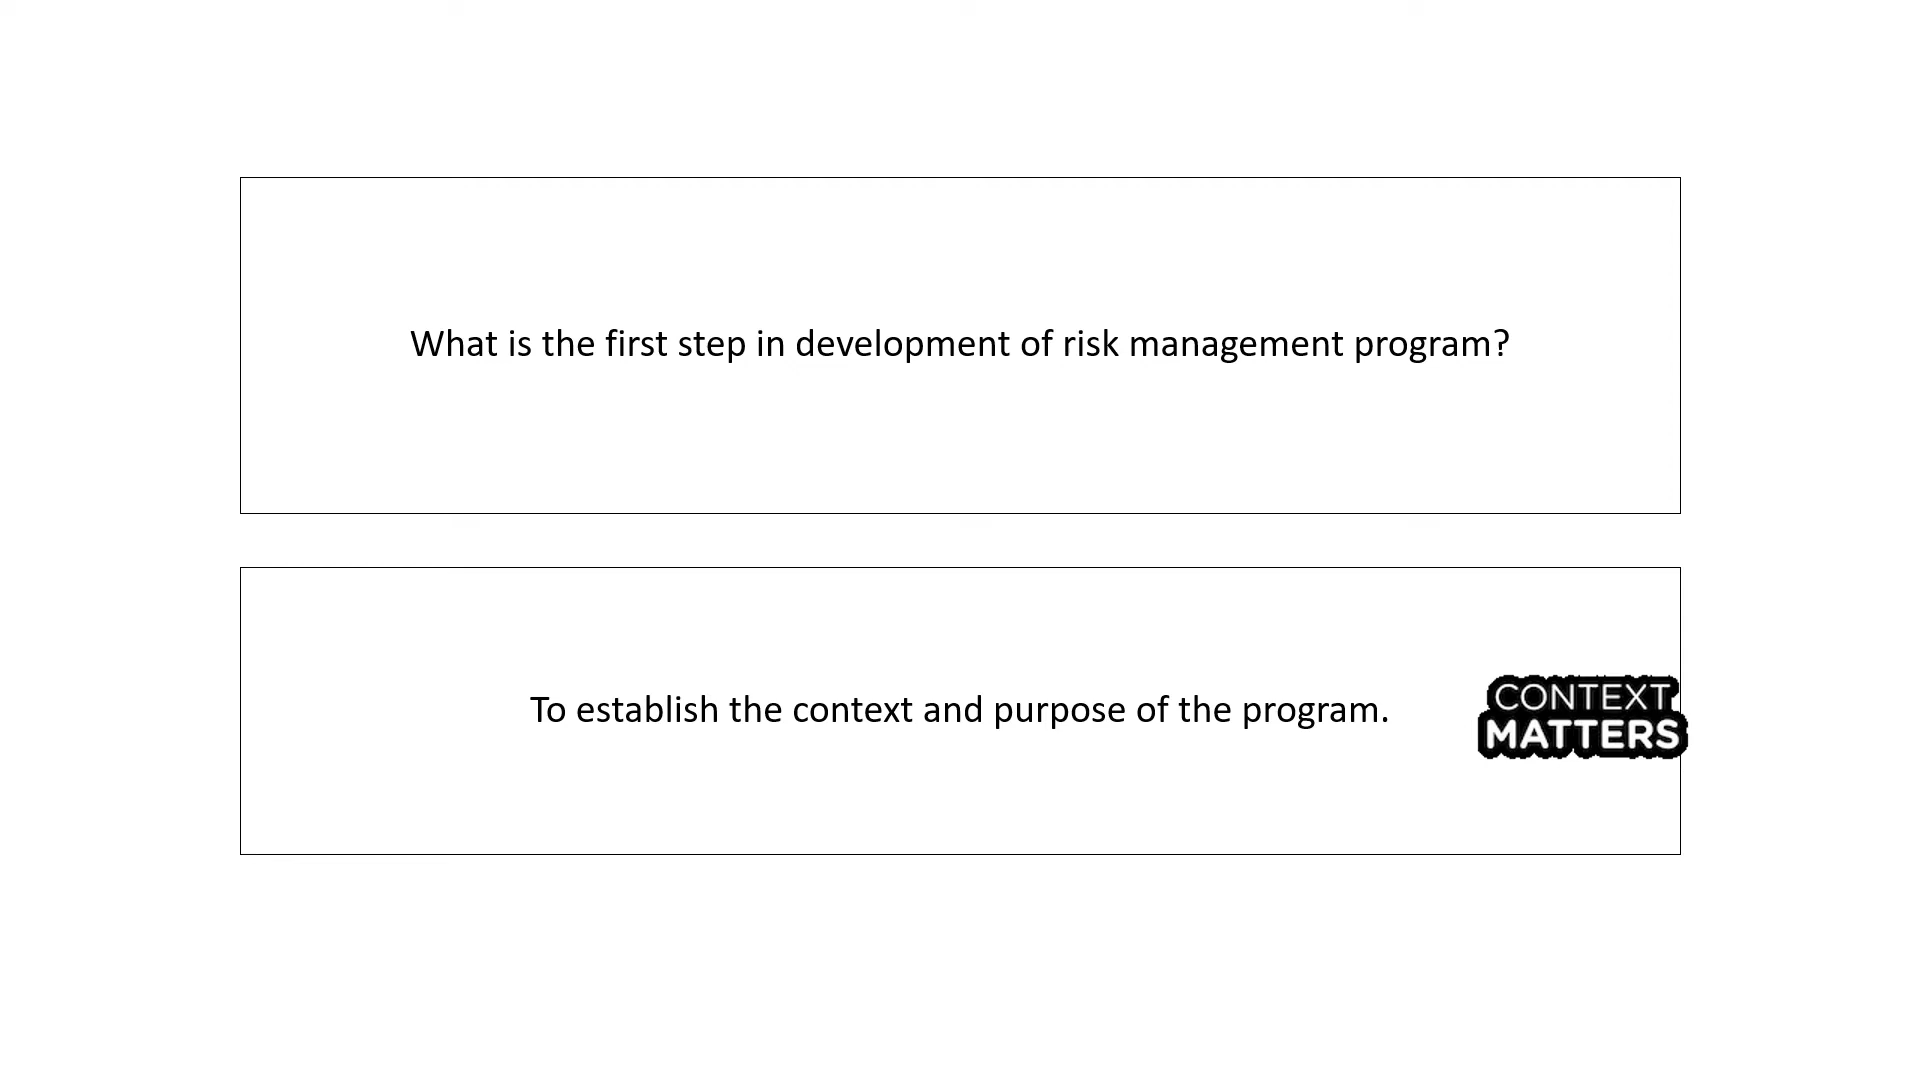 What is the first step in development of risk management program?
To establish the context and purpose of the program.
CONTEXT
MATTERS